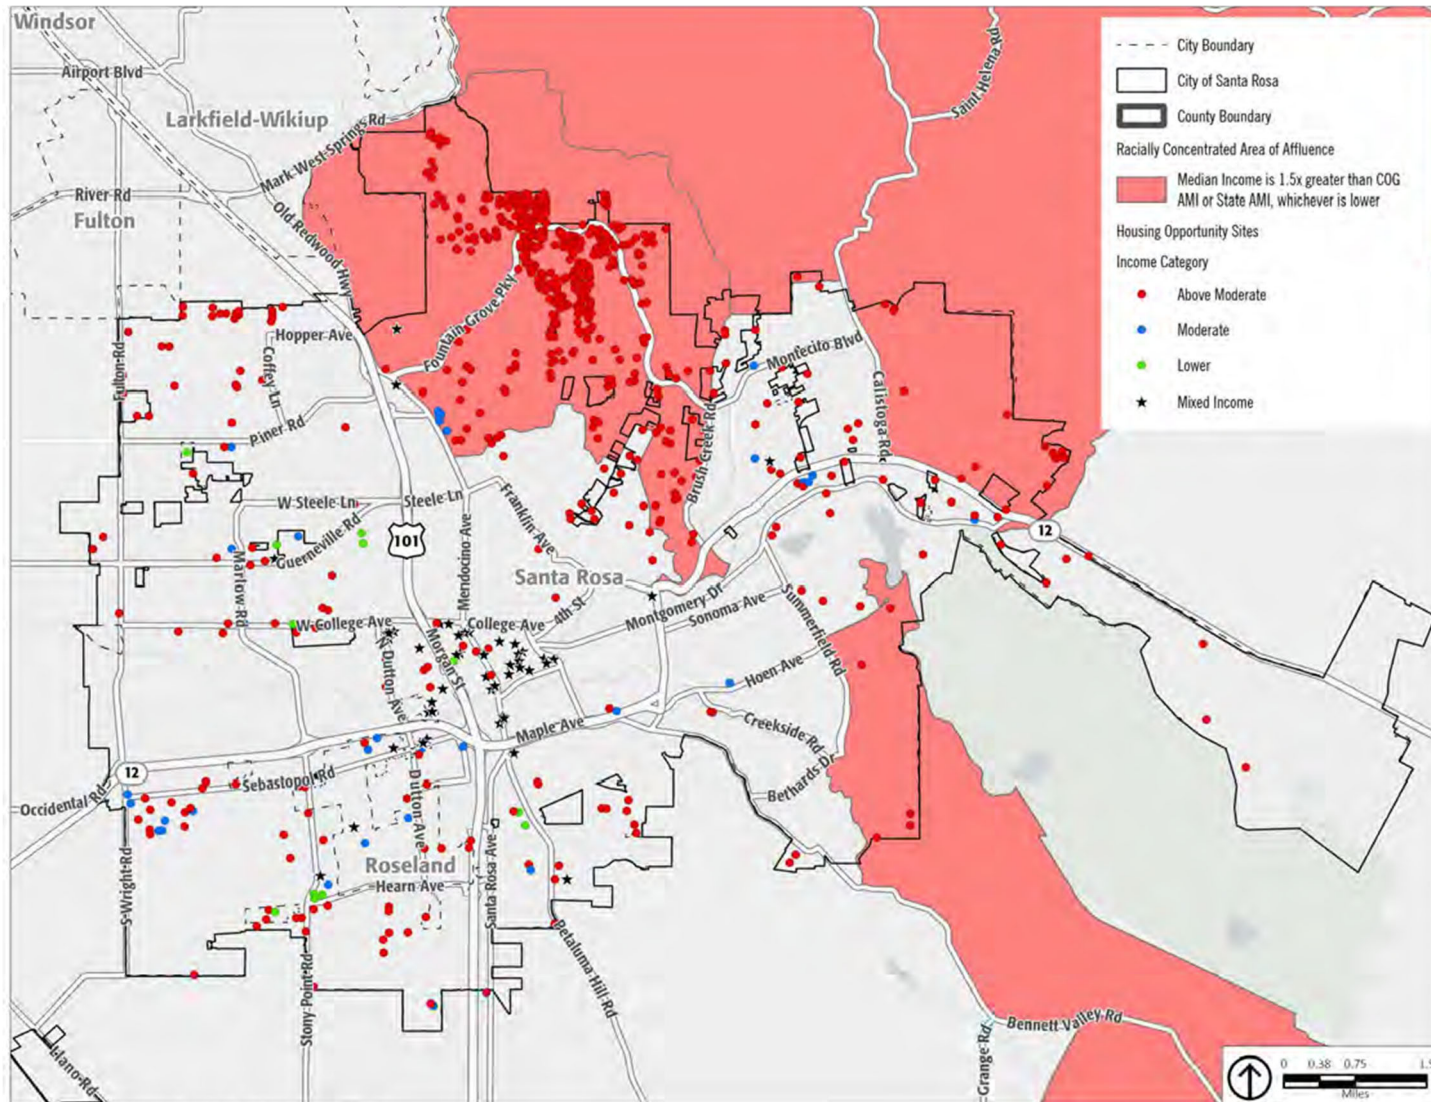 Windsor
Airport Blvd
Larkfield-Wikiup
Mark West Springs Rd
River Rd
Fulton
Old Redwood Hwy
Saint Helena Rd
City Boundary
City of Santa Rosa
County Boundary
Racially Concentrated Area of Affluence
Median Income is 1.5x greater than COG
AMI or State AMI, whichever is lower
Housing Opportunity Sites
Income Category
Above Moderate
Moderate
Lower
Mixed Income
Hopper Ave
Fountain Grove Pky
Fulton Rd
Coffey Ln
Montecito Blvd
Calistoga Rd
Piner Rd
Brush Creek Rd
W Steele Ln
Steele Ln
Franklin Ave
Guerneville Rd
101
Mendocino Ave
12
Marlow Rd
Santa Rosa
4th St
Montgomery Dr
Sonoma Ave
Summerfield Rd
W College Ave
College Ave
Morgan St
N Dutton Ave
Hoen Ave
Maple Ave
Creekside Rd
Bethards Dr
12
Sebastopol Rd
Occidental Rd
Dutton Ave
S Wright Rd
Roseland
Hearn Ave
Santa Rosa Ave
Petaluma Hill Rd
Stony Point Rd
Llano Rd
Bennett Valley Rd
Grange Rd
0 0.38 0.75 1.5
Miles